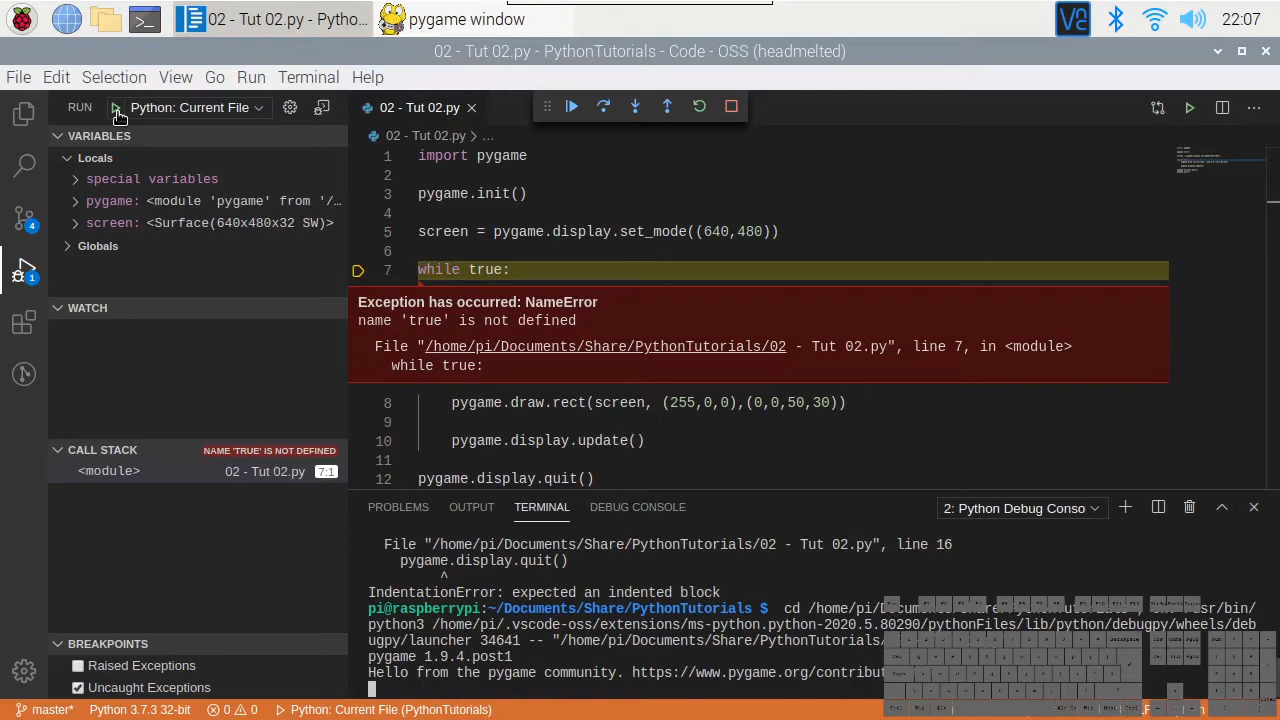 02 - Tut 02.py - Pytho...
pygame window
22:07
02 - Tut 02.py - PythonTutorials - Code - OSS (headmelted)
File Edit Selection View Go Run Terminal Help
RUN
Python: Current File
02 - Tut 02.py
VARIABLES
02 - Tut 02.py > ...
Locals
special variables
pygame: <module 'pygame' from '/...
screen: <Surface(640x480x32 SW)>
Globals
WATCH
1 import pygame
2
3 pygame.init()
4
5 screen = pygame.display.set_mode((640,480))
6
7 while true:
Exception has occurred: NameError
name 'true' is not defined
File "/home/pi/Documents/Share/PythonTutorials/02 - Tut 02.py", line 7, in <module>
while true:
8 pygame.draw.rect(screen, (255,0,0),(0,0,50,30))
9
10 pygame.display.update()
11
12 pygame.display.quit()
4
1
CALL STACK
NAME 'TRUE' IS NOT DEFINED
<module>
02 - Tut 02.py
7:1
PROBLEMS OUTPUT TERMINAL DEBUG CONSOLE
2: Python Debug Conso
File "/home/pi/Documents/Share/PythonTutorials/02 - Tut 02.py", line 16
pygame.display.quit()
^
IndentationError: expected an indented block
pi@raspberrypi:~/Documents/Share/PythonTutorials $ cd /home/pi/
python3 /home/pi/.vscode-oss/extensions/ms-python.python-2020.5.80290/pythonFiles/lib/python/debugpy/wheels/de
bugpy/launcher 34641 -- "/home/pi/Documents/Share/PythonTutorials/
pygame 1.9.4.post1
Hello from the pygame community. https://www.pygame.org/contribut
BREAKPOINTS
Raised Exceptions
Uncaught Exceptions
master*
Python 3.7.3 32-bit
0
0
Python: Current File (PythonTutorials)